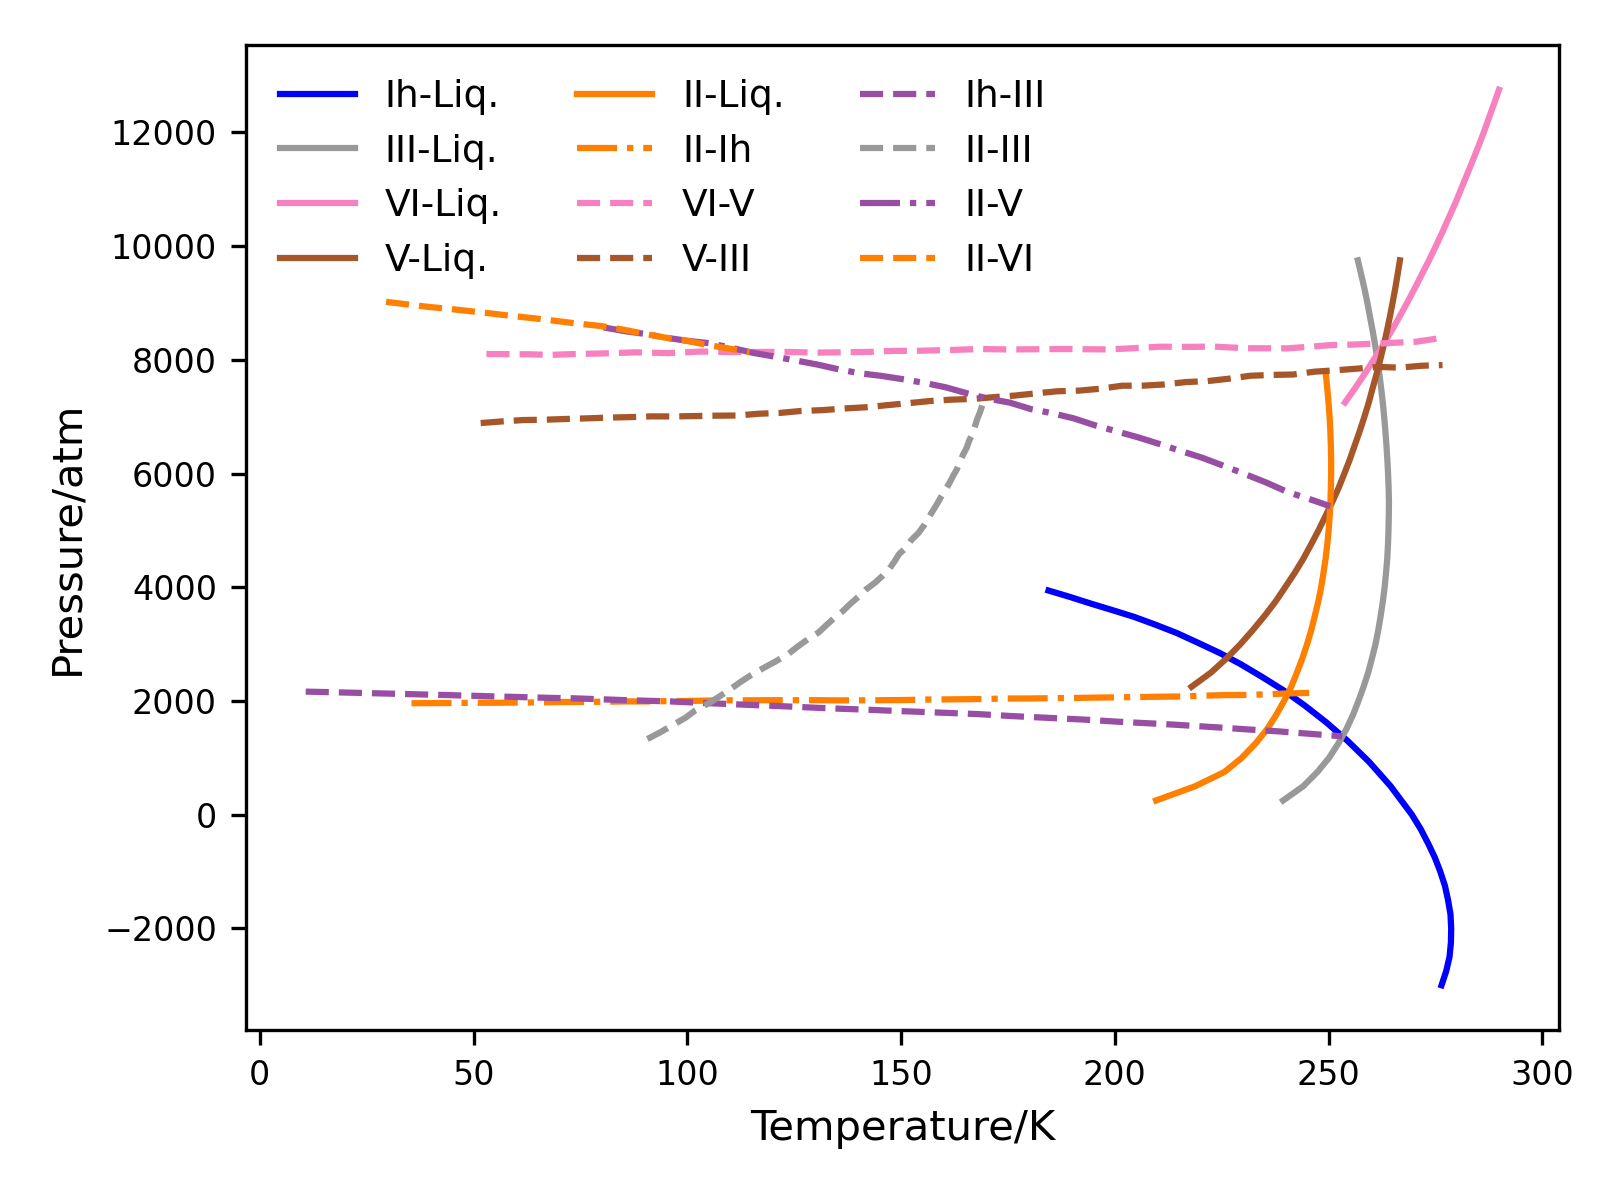 Ih-Liq.
III-Liq.
VI-Liq.
V-Liq.
II-Liq.
II-Ih
VI-V
V-III
Ih-III
II-III
II-V
II-VI
12000
10000
8000
6000
4000
2000
0
−2000
Pressure/atm
0 50 100 150 200 250 300
Temperature/K